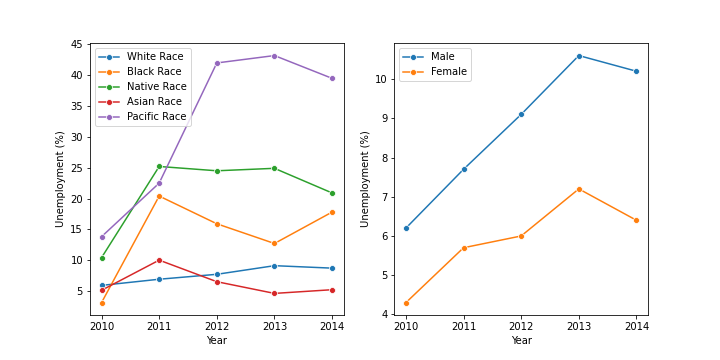 45
40
35
30
25
20
15
10
5
Unemployment (%)
White Race
Black Race
Native Race
Asian Race
Pacific Race
2010 2011 2012 2013 2014
Year
10
9
8
7
6
5
4
Unemployment (%)
Male
Female
2010 2011 2012 2013 2014
Year